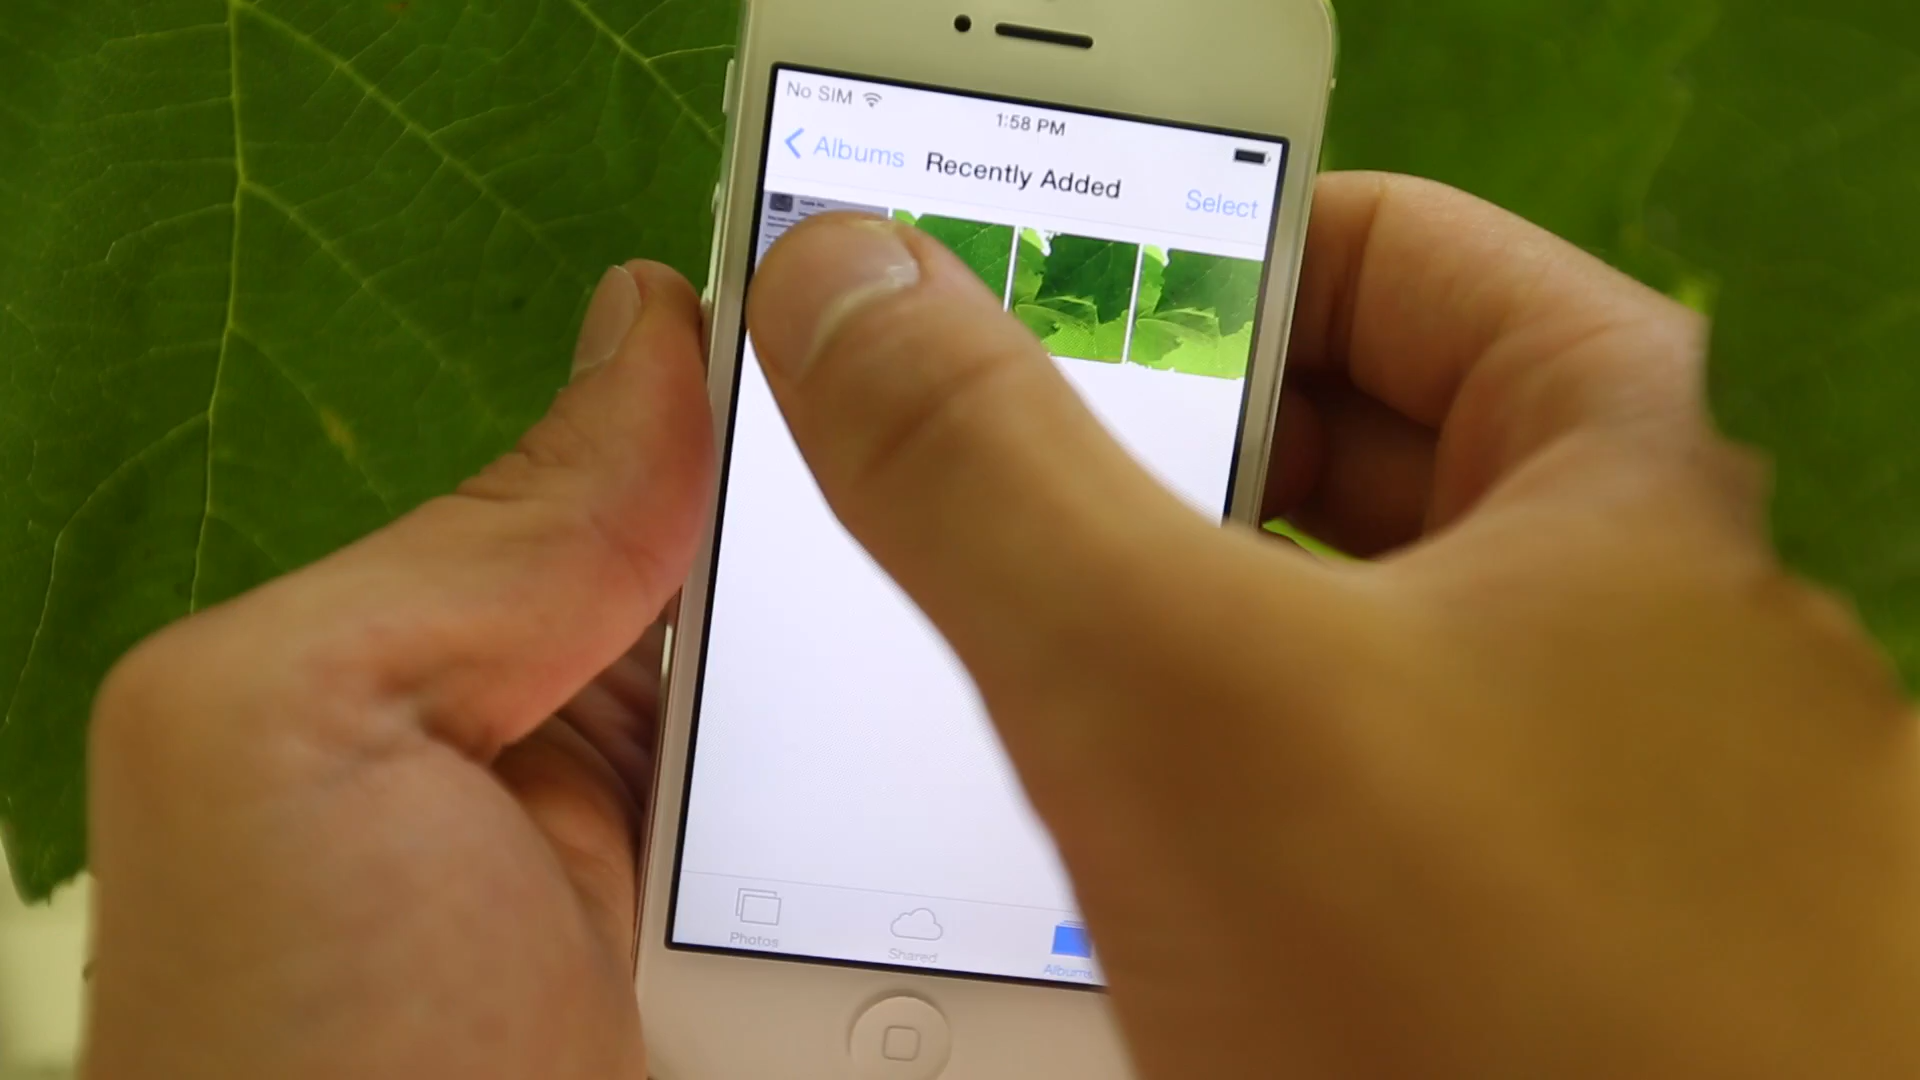 No SIM
1:58 PM
Albums
Recently Added
Select
Photos
Shared
Albums